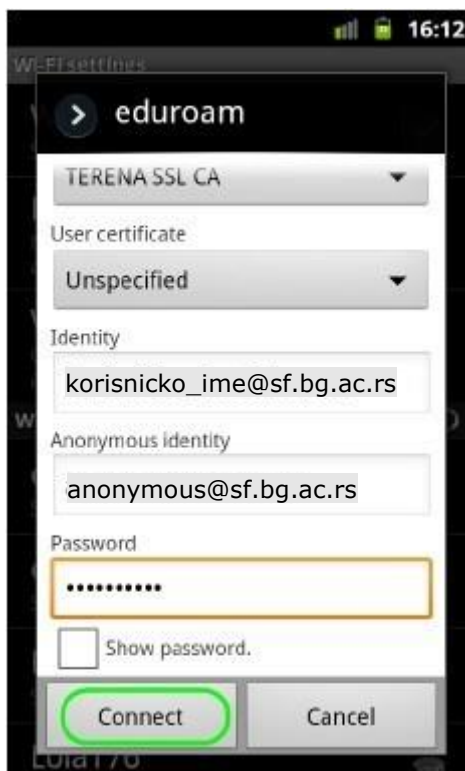 16:12
Wi-Fi settings
eduroam
TERENA SSL CA
User certificate
Unspecified
Identity
korisnicko_ime@sf.bg.ac.rs
Anonymous identity
anonymous@sf.bg.ac.rs
Password
••••••••••
Show password.
Connect
Cancel